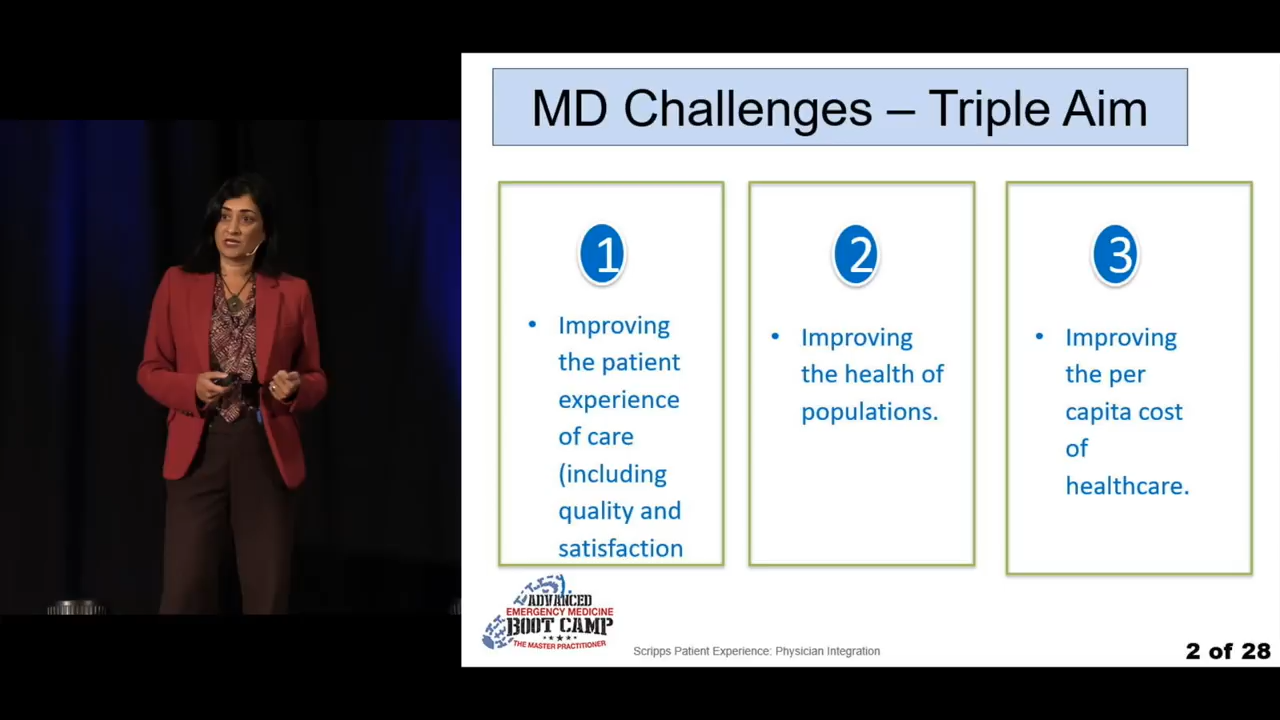 MD Challenges – Triple Aim
1
• Improving
the patient
experience
of care
(including
quality and
satisfaction
2
• Improving
the health of
populations.
3
• Improving
the per
capita cost
of
healthcare.
ADVANCED
EMERGENCY MEDICINE
BOOT CAMP
THE MASTER PRACTITIONER
Scripps Patient Experience: Physician Integration
2 of 28